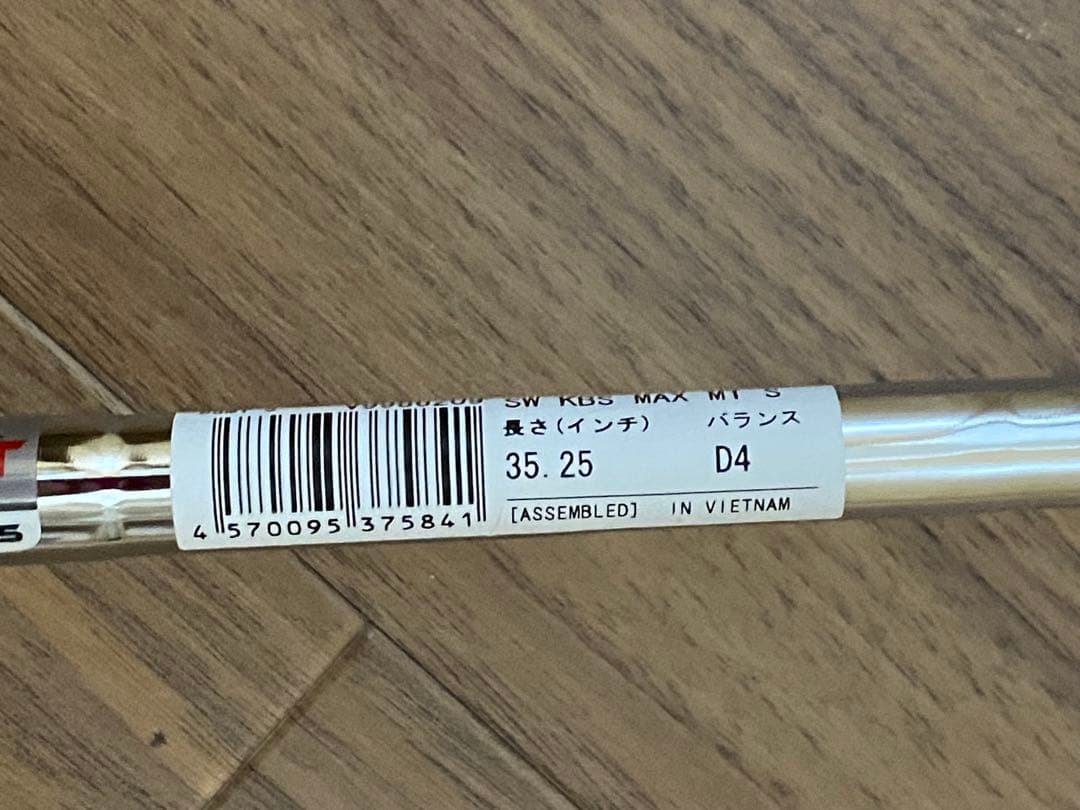 SW KBS MAX MT S
長さ(インチ) バランス
35.25 D4
[ASSEMBLED] IN VIETNAM
4 570095 375841